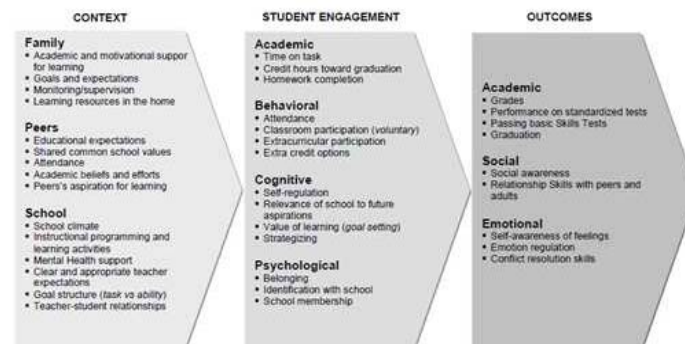 CONTEXT
Family
▪ Academic and motivational suppor
for learning
▪ Goals and expectations
▪ Monitoring/supervision
▪ Learning resources in the home
Peers
▪ Educational expectations
▪ Shared common school values
▪ Attendance
▪ Academic beliefs and efforts
▪ Peers's aspiration for learning
School
▪ School climate
▪ Instructional programming and
learning activities
▪ Mental Health support
▪ Clear and appropriate teacher
expectations
▪ Goal structure (task vs ability)
▪ Teacher-student relationships
STUDENT ENGAGEMENT
Academic
▪ Time on task
▪ Credit hours toward graduation
▪ Homework completion
Behavioral
▪ Attendance
▪ Classroom participation (voluntary)
▪ Extracurricular participation
▪ Extra credit options
Cognitive
▪ Self-regulation
▪ Relevance of school to future
aspirations
▪ Value of learning (goal setting)
▪ Strategizing
Psychological
▪ Belonging
▪ Identification with school
▪ School membership
OUTCOMES
Academic
▪ Grades
▪ Performance on standardized tests
▪ Passing basic Skills Tests
▪ Graduation
Social
▪ Social awareness
▪ Relationship Skills with peers and
adults
Emotional
▪ Self-awareness of feelings
▪ Emotion regulation
▪ Conflict resolution skills